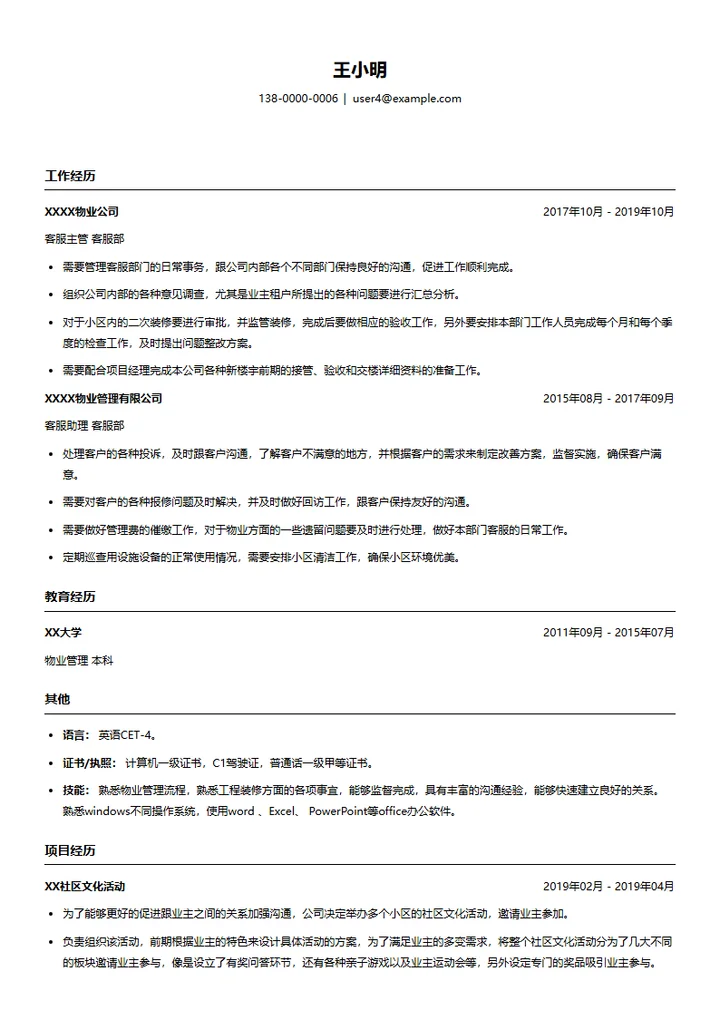 王小明
138-0000-0006 | user4@example.com
工作经历
XXXX物业公司 2017年10月 - 2019年10月
客服主管 客服部
• 需要管理客服部门的日常事务，跟公司内部各个不同部门保持良好的沟通，促进工作顺利完成。
• 组织公司内部的各种意见调查，尤其是业主租户所提出的各种问题要进行汇总分析。
• 对于小区内的二次装修要进行审批，并监管装修，完成后要做相应的验收工作，另外要安排本部门工作人员完成每个月和每个季
度的检查工作，及时提出问题整改方案。
• 需要配合项目经理完成本公司各种新楼宇前期的接管、验收和交楼详细资料的准备工作。
XXXX物业管理有限公司 2015年08月 - 2017年09月
客服助理 客服部
• 处理客户的各种投诉，及时跟客户沟通，了解客户不满意的地方，并根据客户的需求来制定改善方案，监督实施，确保客户满
意。
• 需要对客户的各种报修问题及时解决，并及时做好回访工作，跟客户保持友好的沟通。
• 需要做好管理费的催缴工作，对于物业方面的一些遗留问题要及时进行处理，做好本部门客服的日常工作。
• 定期巡查用设施设备的正常使用情况，需要安排小区清洁工作，确保小区环境优美。
教育经历
XX大学 2011年09月 - 2015年07月
物业管理 本科
其他
• 语言： 英语CET-4。
• 证书/执照： 计算机一级证书，C1驾驶证，普通话一级甲等证书。
• 技能： 熟悉物业管理流程，熟悉工程装修方面的各项事宜，能够监督完成，具有丰富的沟通经验，能够快速建立良好的关系。
熟悉windows不同操作系统，使用word 、Excel、 PowerPoint等office办公软件。
项目经历
XX社区文化活动 2019年02月 - 2019年04月
• 为了能够更好的促进跟业主之间的关系加强沟通，公司决定举办多个小区的社区文化活动，邀请业主参加。
• 负责组织该活动，前期根据业主的特色来设计具体活动的方案，为了满足业主的多变需求，将整个社区文化活动分为了几大不同
的板块邀请业主参与，像是设立了有奖问答环节，还有各种亲子游戏以及业主运动会等，另外设定专门的奖品吸引业主参与。